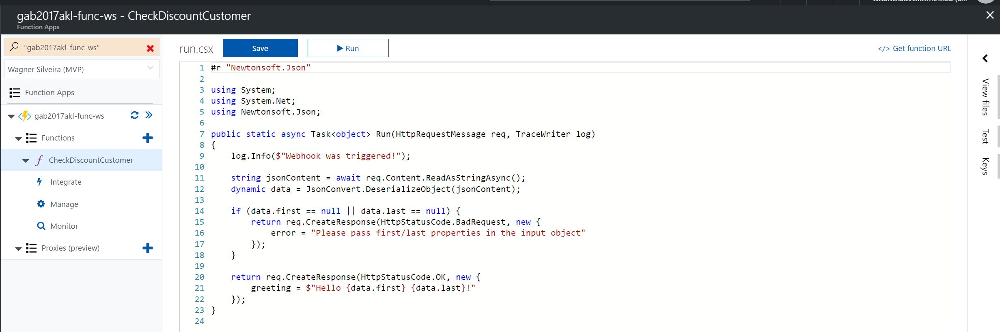 gab2017akl-func-ws - CheckDiscountCustomer
Function Apps
"gab2017akl-func-ws"
Wagner Silveira (MVP)
Function Apps
gab2017akl-func-ws
Functions
CheckDiscountCustomer
Integrate
Manage
Monitor
Proxies (preview)
run.csx
Save
Run
</> Get function URL
1 #r "Newtonsoft.Json"
2
3 using System;
4 using System.Net;
5 using Newtonsoft.Json;
6
7 public static async Task<object> Run(HttpRequestMessage req, TraceWriter log)
8 {
9 log.Info($"Webhook was triggered!");
10
11 string jsonContent = await req.Content.ReadAsStringAsync();
12 dynamic data = JsonConvert.DeserializeObject(jsonContent);
13
14 if (data.first == null || data.last == null) {
15 return req.CreateResponse(HttpStatusCode.BadRequest, new {
16 error = "Please pass first/last properties in the input object"
17 });
18 }
19
20 return req.CreateResponse(HttpStatusCode.OK, new {
21 greeting = $"Hello {data.first} {data.last}!"
22 });
23 }
24
View files
Test
Keys